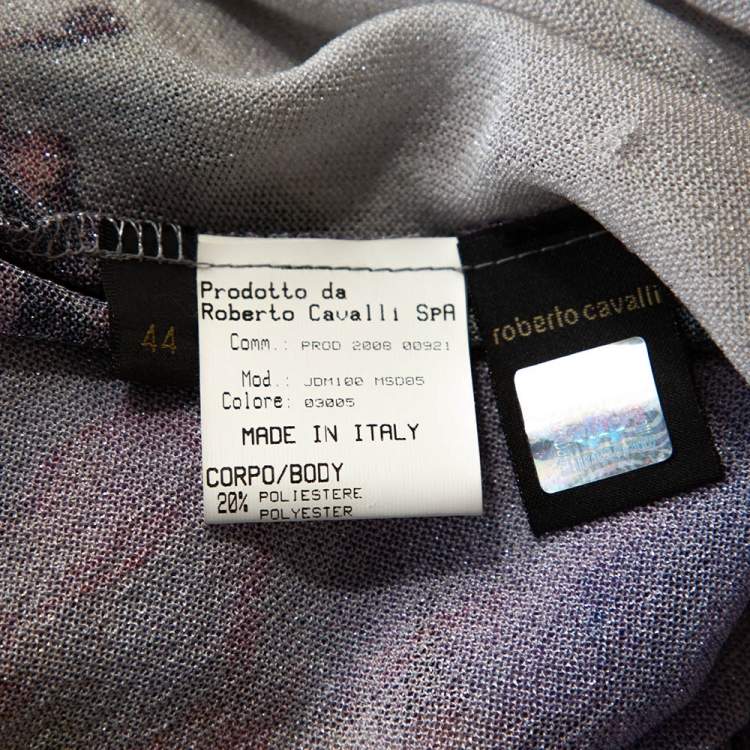 44
Prodotto da
Roberto Cavalli SpA
Comm.: PROD 2008 00921
Mod.: JDM100 MSD85
Colore: 03005
MADE IN ITALY
CORPO/BODY
20% POLIESTERE
POLYESTER
roberto cavalli